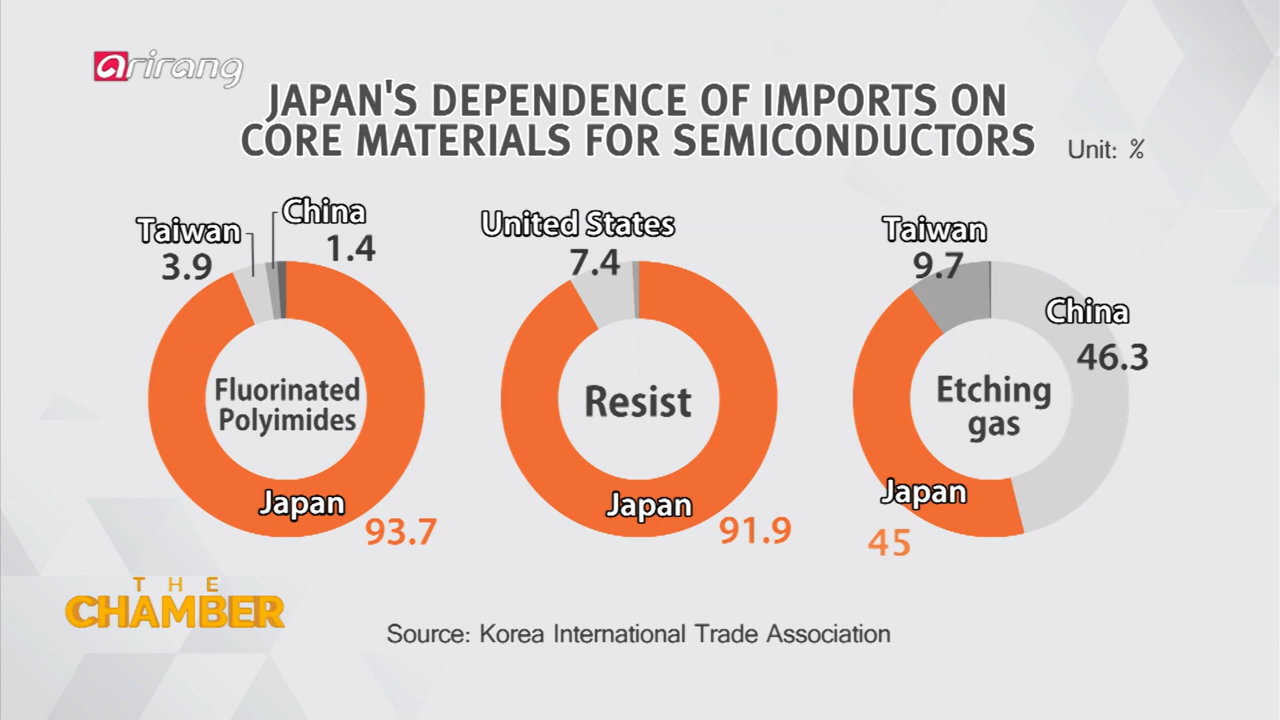 arirang
JAPAN'S DEPENDENCE OF IMPORTS ON
CORE MATERIALS FOR SEMICONDUCTORS
Unit: %
Taiwan
3.9
China
1.4
Fluorinated
Polyimides
Japan
93.7
United States
7.4
Resist
Japan
91.9
Taiwan
9.7
China
46.3
Etching
gas
Japan
45
THE
CHAMBER
Source: Korea International Trade Association